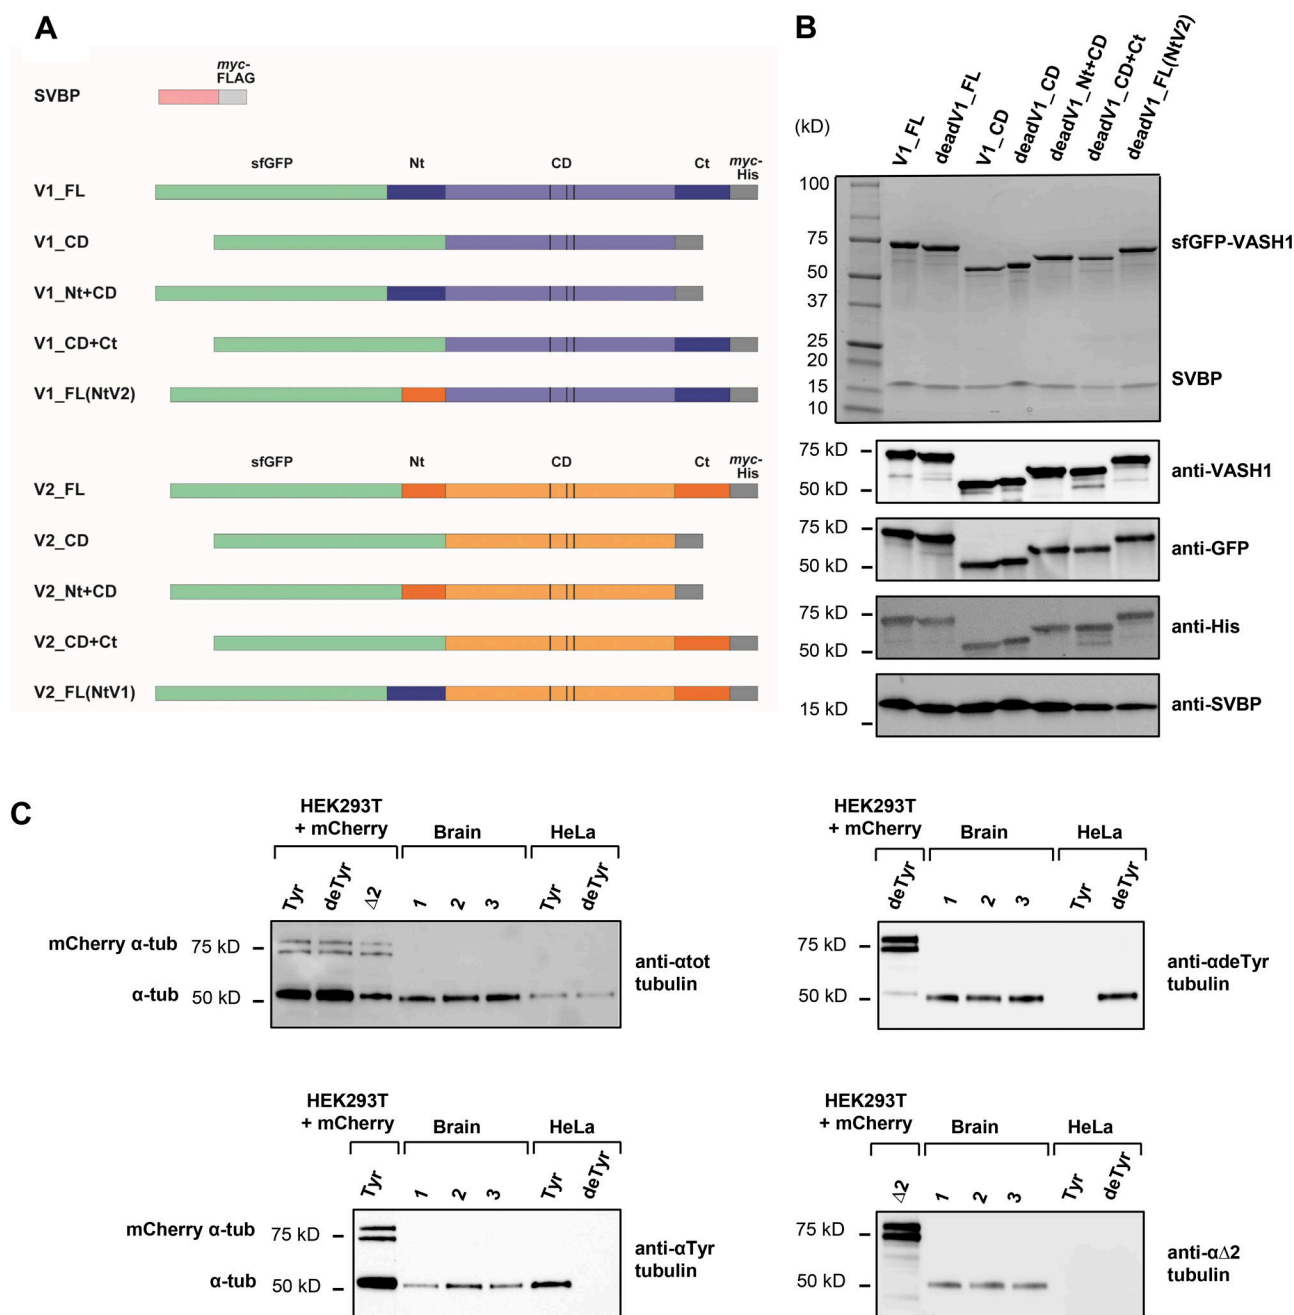 A
myc-
FLAG
SVBP
sfGFP Nt CD Ct myc-
His
V1_FL
V1_CD
V1_Nt+CD
V1_CD+Ct
V1_FL(NtV2)
sfGFP Nt CD Ct myc-
His
V2_FL
V2_CD
V2_Nt+CD
V2_CD+Ct
V2_FL(NtV1)
B
(kD)
V1_FL
deadV1_FL
V1_CD
deadV1_CD
deadV1_Nt+CD
deadV1_CD+Ct
deadV1_FL(NtV2)
100
75
50
37
25
20
15
10
sfGFP-VASH1
SVBP
75 kD
50 kD
anti-VASH1
75 kD
50 kD
anti-GFP
75 kD
50 kD
anti-His
15 kD
anti-SVBP
C
HEK293T
+ mCherry
Brain
HeLa
Tyr deTyr Δ2 1 2 3 Tyr deTyr
mCherry α-tub 75 kD
α-tub 50 kD
anti-αtot
tubulin
HEK293T
+ mCherry
Brain
HeLa
deTyr 1 2 3 Tyr deTyr
75 kD
50 kD
anti-αdeTyr
tubulin
HEK293T
+ mCherry
Brain
HeLa
Tyr 1 2 3 Tyr deTyr
mCherry α-tub 75 kD
α-tub 50 kD
anti-αTyr
tubulin
HEK293T
+ mCherry
Brain
HeLa
Δ2 1 2 3 Tyr deTyr
75 kD
50 kD
anti-αΔ2
tubulin